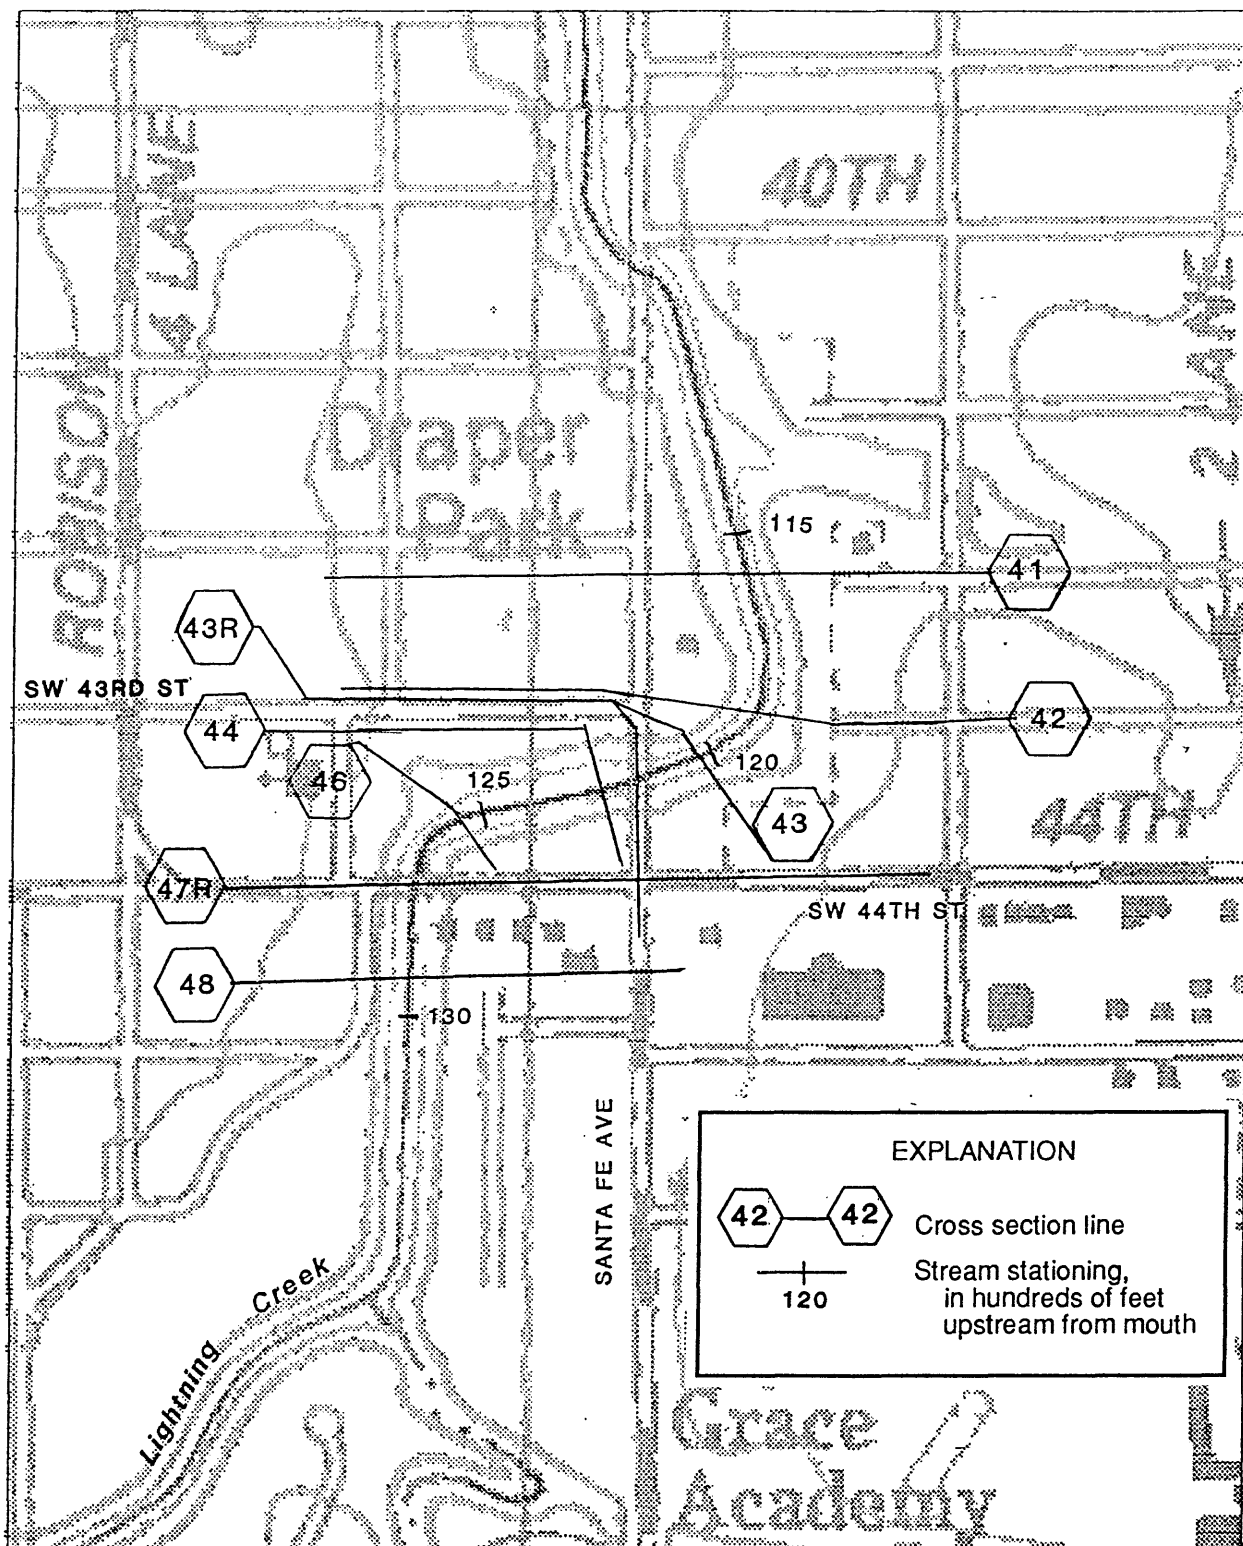 40TH
4 LANE
2 LANE
ROBISON
Draper
Park
115
41
43R
SW 43RD ST
44
42
46
125
120
43
44TH
47R
SW 44TH ST
48
130
SANTA FE AVE
EXPLANATION
42
42
Cross section line
120
Stream stationing,
in hundreds of feet
upstream from mouth
Lightning Creek
Grace
Academy